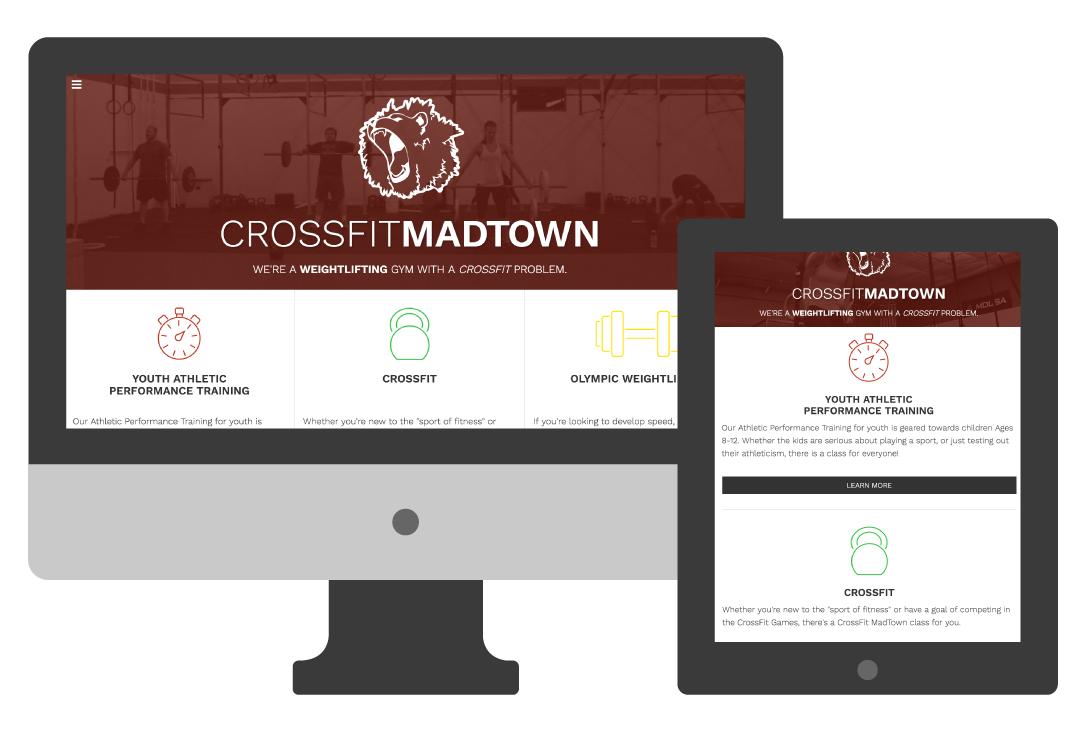 CROSSFITMADTOWN
WE'RE A WEIGHTLIFTING GYM WITH A CROSSFIT PROBLEM.
YOUTH ATHLETIC
PERFORMANCE TRAINING
Our Athletic Performance Training for youth is
CROSSFIT
Whether you're new to the "sport of fitness" or
OLYMPIC WEIGHTLI
If you're looking to develop speed,
CROSSFITMADTOWN
MDL SA
WE'RE A WEIGHTLIFTING GYM WITH A CROSSFIT PROBLEM.
YOUTH ATHLETIC
PERFORMANCE TRAINING
Our Athletic Performance Training for youth is geared towards children Ages
8-12. Whether the kids are serious about playing a sport, or just testing out
their athleticism, there is a class for everyone!
LEARN MORE
CROSSFIT
Whether you're new to the "sport of fitness" or have a goal of competing in
the CrossFit Games, there's a CrossFit MadTown class for you.